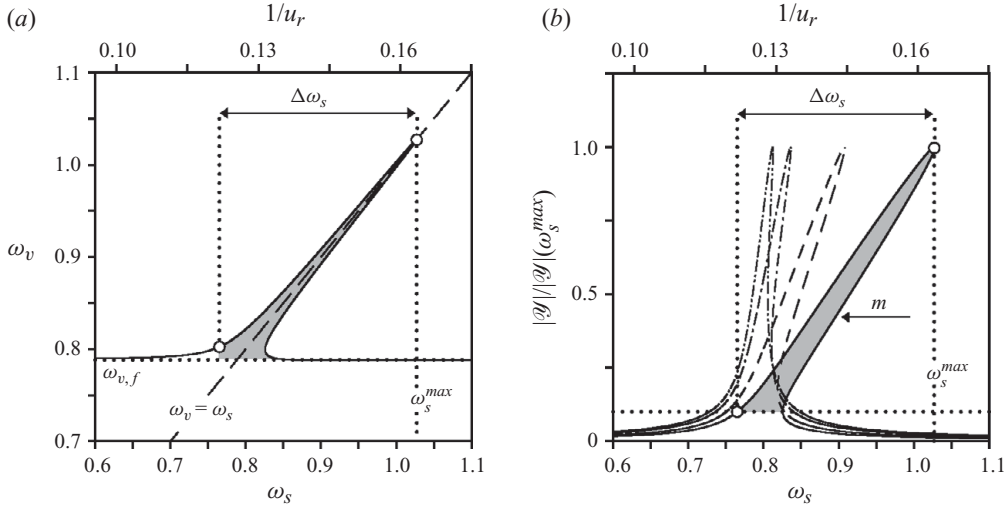 (a)
1/u_r
0.10 0.13 0.16
1.1
1.0
0.9
0.8
0.7
ω_v
Δω_s
ω_{v,f}
ω_v = ω_s
ω_s^{max}
0.6 0.7 0.8 0.9 1.0 1.1
ω_s
(b)
1/u_r
0.10 0.13 0.16
1.0
0.5
0
|𝒴|/|𝒴|(ω_s^{max})
Δω_s
m
ω_s^{max}
0.6 0.7 0.8 0.9 1.0 1.1
ω_s